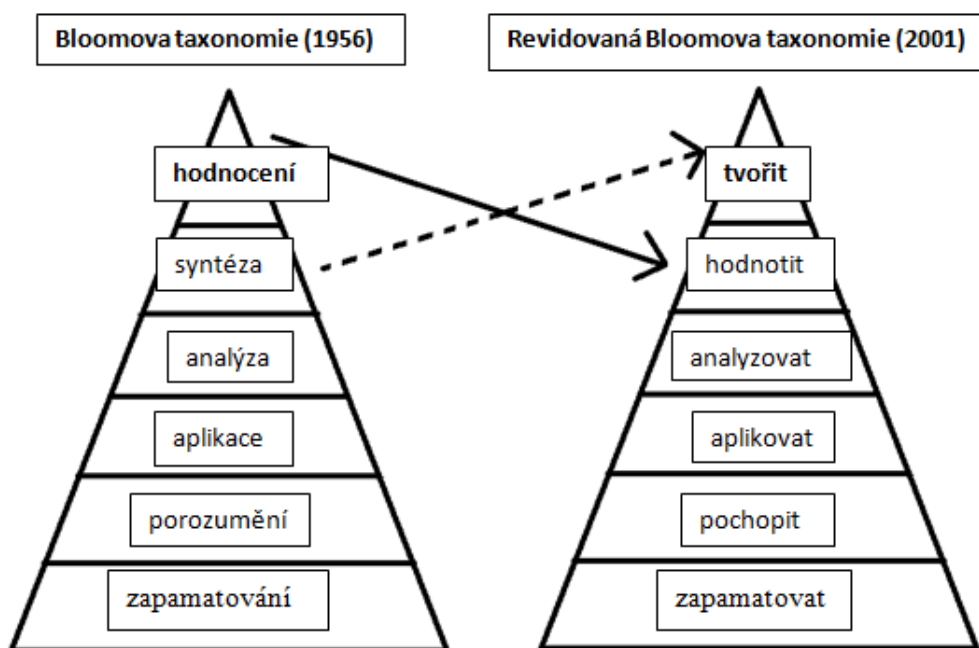 Bloomova taxonomie (1956)
Revidovaná Bloomova taxonomie (2001)
hodnocení
syntéza
analýza
aplikace
porozumění
zapamatování
tvořit
hodnotit
analyzovat
aplikovat
pochopit
zapamatovat